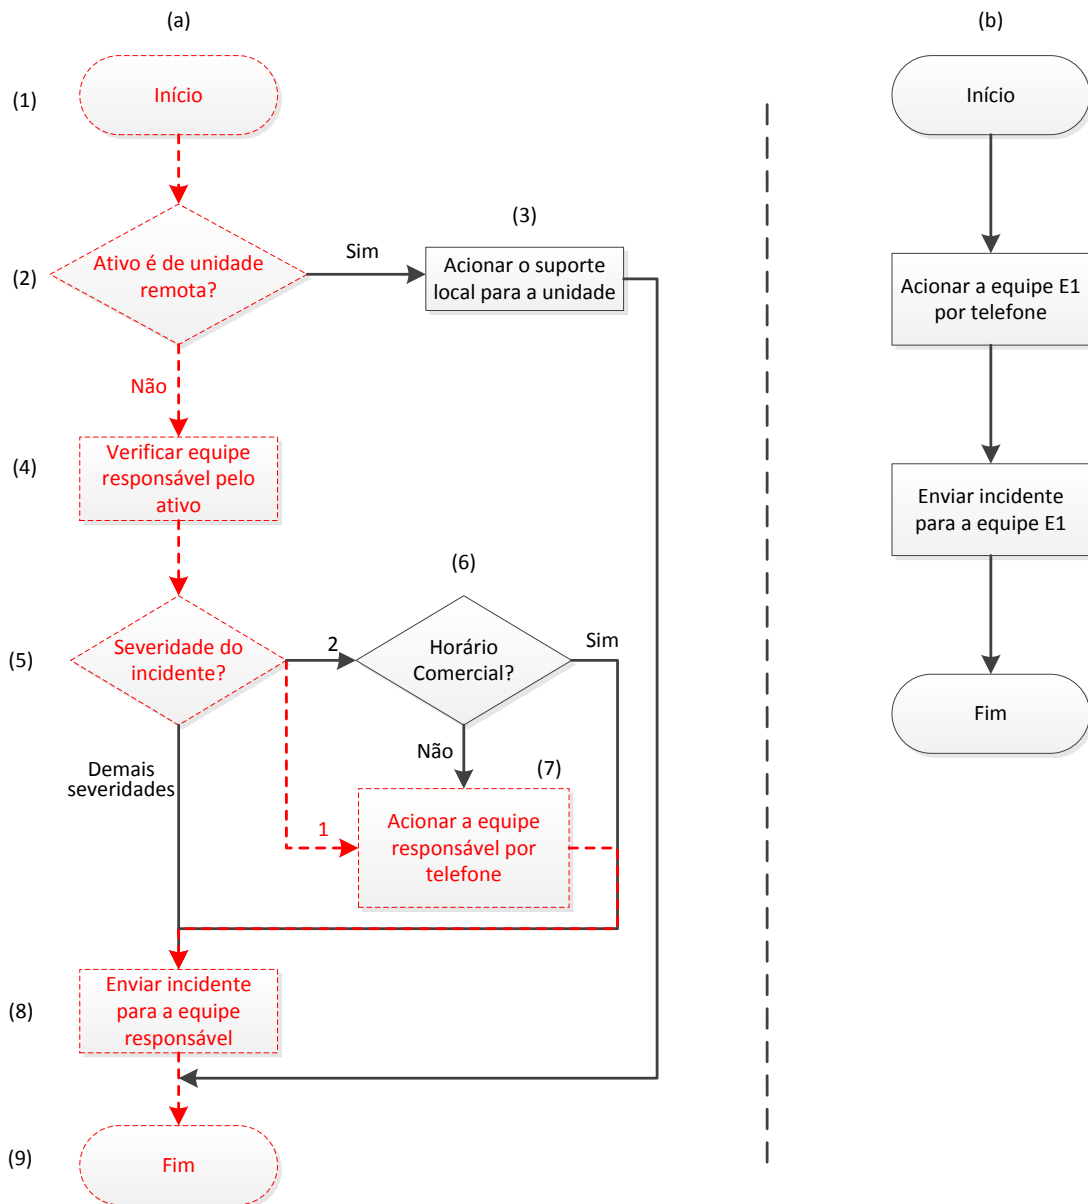 (a)
(1)
Início
(2)
Ativo é de unidade
remota?
Sim
(3)
Acionar o suporte
local para a unidade
Não
(4)
Verificar equipe
responsável pelo
ativo
(5)
Severidade do
incidente?
2
(6)
Horário
Comercial?
Sim
Não
Demais
severidades
1
(7)
Acionar a equipe
responsável por
telefone
(8)
Enviar incidente
para a equipe
responsável
(9)
Fim
(b)
Início
Acionar a equipe E1
por telefone
Enviar incidente
para a equipe E1
Fim